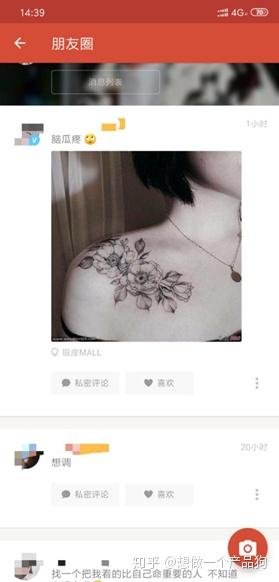 14:39
4G
70
朋友圈
消息列表
1小时
脑瓜疼
银座MALL
私密评论
喜欢
20小时
想调
私密评论
喜欢
找一个把我看的比自己命重要的人 不知道
知乎 @想做一个产品狗